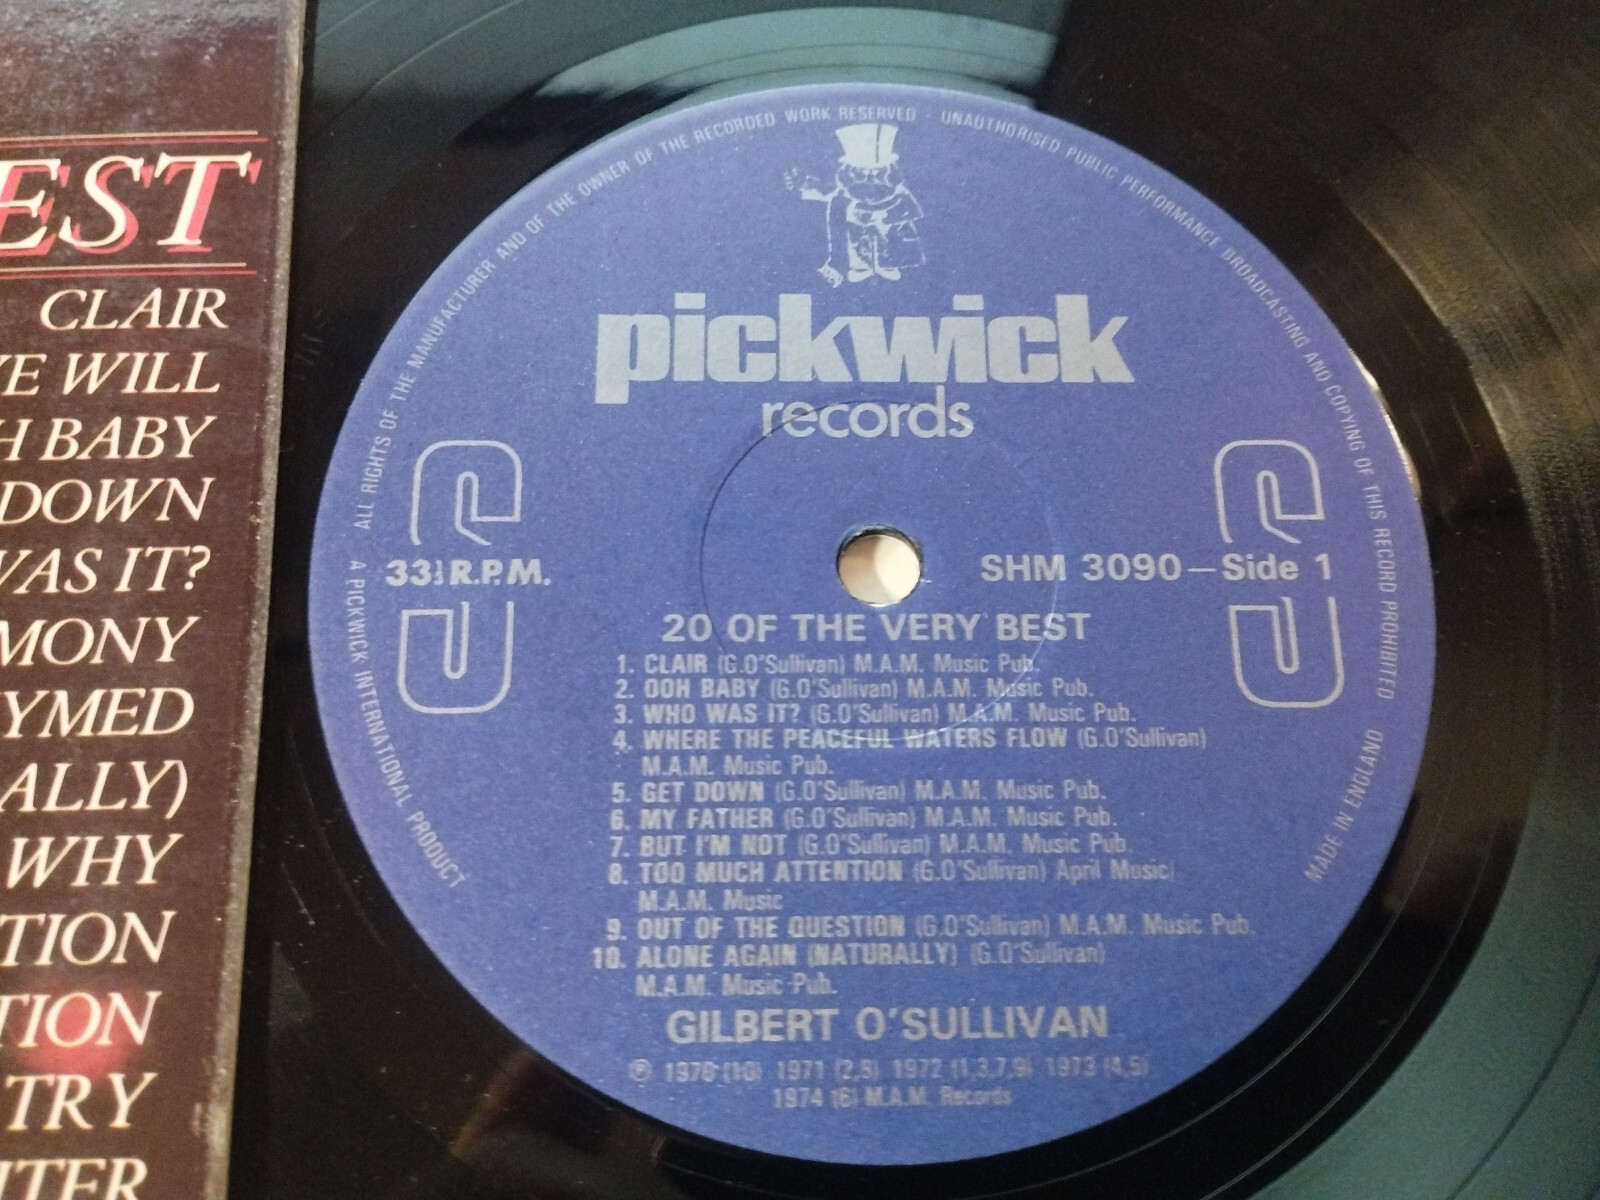 EST
CLAIR
VE WILL
H BABY
DOWN
WAS IT?
MONY
YMED
ALLY)
WHY
TION
TION
TRY
ITER
ALL RIGHTS OF THE MANUFACTURER AND OF THE OWNER OF THE RECORDED WORK RESERVED - UNAUTHORISED PUBLIC PERFORMANCE BROADCASTING AND COPYING OF THIS RECORD PROHIBITED
MADE IN ENGLAND
A PICKWICK INTERNATIONAL PRODUCT
pickwick
records
33⅓ R.P.M.
SHM 3090 – Side 1
20 OF THE VERY BEST
1. CLAIR (G.O'Sullivan) M.A.M. Music Pub.
2. OOH BABY (G.O'Sullivan) M.A.M. Music Pub.
3. WHO WAS IT? (G.O'Sullivan) M.A.M. Music Pub.
4. WHERE THE PEACEFUL WATERS FLOW (G.O'Sullivan)
M.A.M. Music Pub.
5. GET DOWN (G.O'Sullivan) M.A.M. Music Pub.
6. MY FATHER (G.O'Sullivan) M.A.M. Music Pub.
7. BUT I'M NOT (G.O'Sullivan) M.A.M. Music Pub.
8. TOO MUCH ATTENTION (G.O'Sullivan) April Music/
M.A.M. Music
9. OUT OF THE QUESTION (G.O'Sullivan) M.A.M. Music Pub.
10. ALONE AGAIN (NATURALLY) (G.O'Sullivan)
M.A.M. Music Pub.
GILBERT O'SULLIVAN
℗ 1970 (10) 1971 (2,8) 1972 (1,3,7,9) 1973 (4,5)
1974 (6) M.A.M. Records